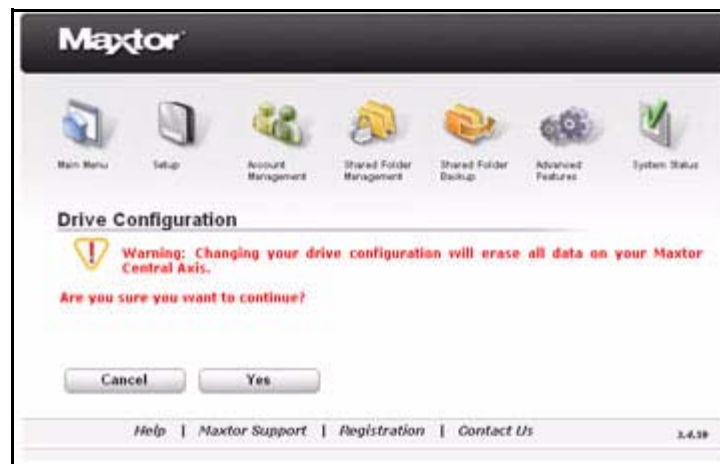 Maxtor
Main Menu
Setup
Account Management
Shared Folder Management
Shared Folder Backup
Advanced Features
System Status
Drive Configuration
Warning: Changing your drive configuration will erase all data on your Maxtor
Central Axis.
Are you sure you want to continue?
Cancel
Yes
Help | Maxtor Support | Registration | Contact Us